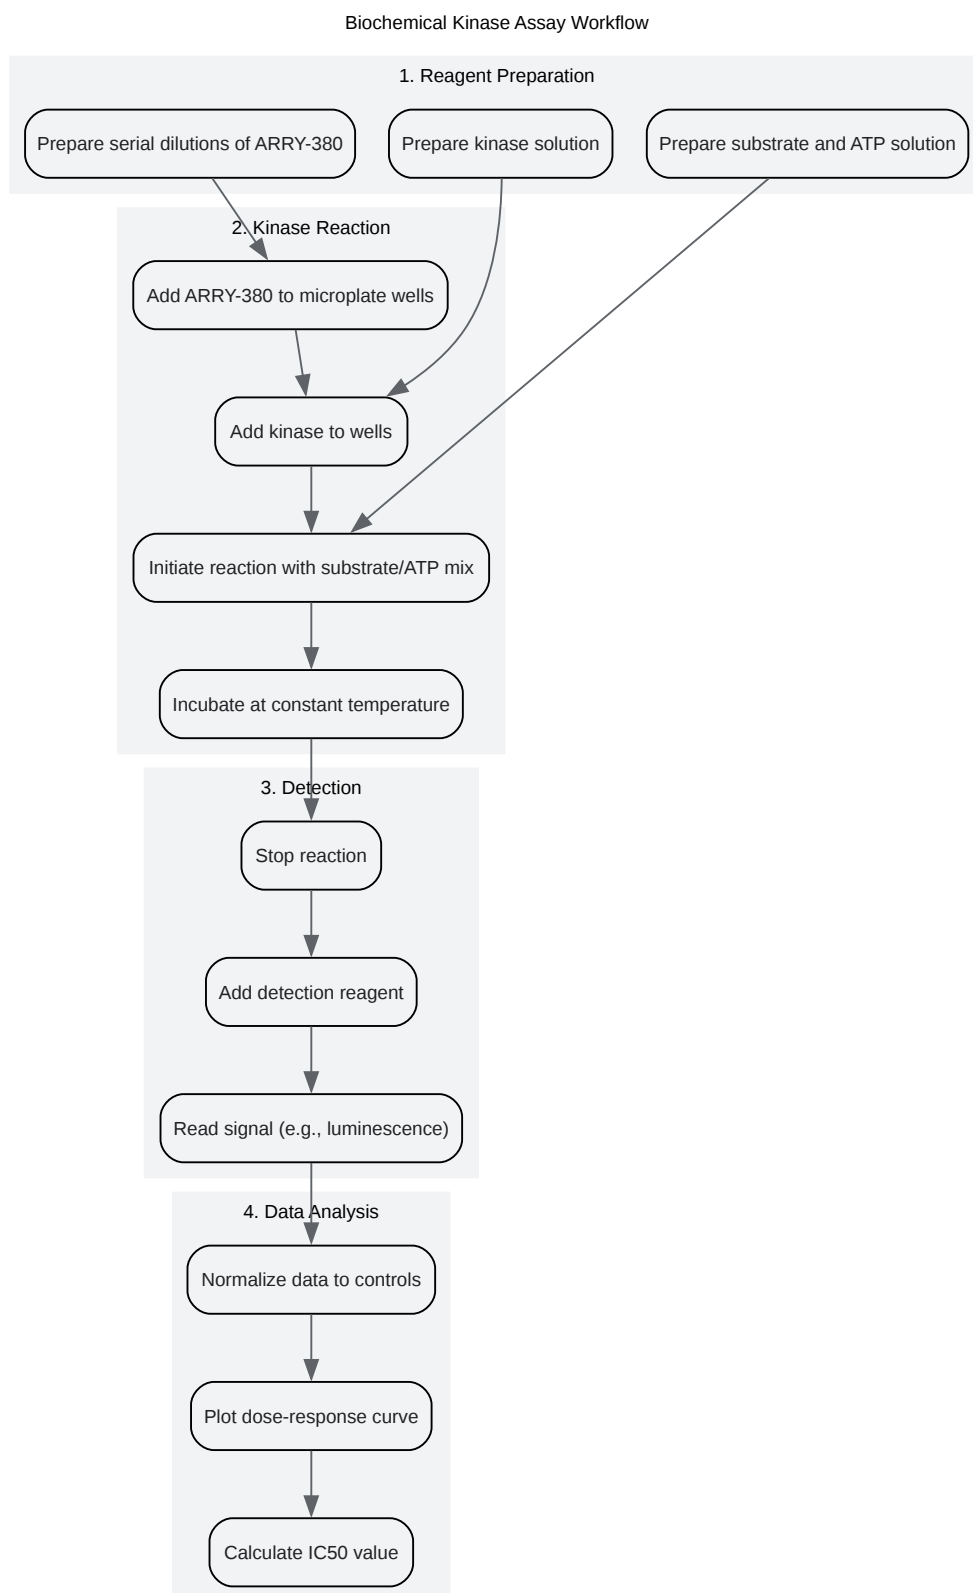 Biochemical Kinase Assay Workflow
1. Reagent Preparation
Prepare serial dilutions of ARRY-380
Prepare kinase solution
Prepare substrate and ATP solution
2. Kinase Reaction
Add ARRY-380 to microplate wells
Add kinase to wells
Initiate reaction with substrate/ATP mix
Incubate at constant temperature
3. Detection
Stop reaction
Add detection reagent
Read signal (e.g., luminescence)
4. Data Analysis
Normalize data to controls
Plot dose-response curve
Calculate IC50 value